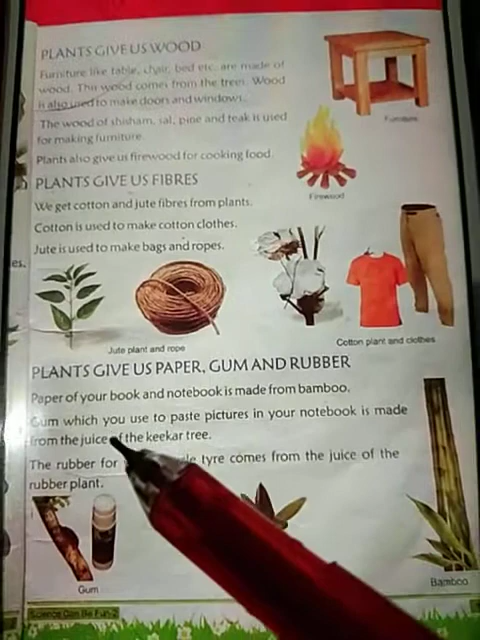 PLANTS GIVE US WOOD
Furniture like table, chair, bed etc. are made of
wood. This wood comes from the trees. Wood
is also used to make doors and windows.
The wood of shisham, sal, pine and teak is used
for making furniture.
Plants also give us firewood for cooking food.
Furniture
Firewood
PLANTS GIVE US FIBRES
We get cotton and jute fibres from plants.
Cotton is used to make cotton clothes.
Jute is used to make bags and ropes.
es,
Jute plant and rope
Cotton plant and clothes
PLANTS GIVE US PAPER, GUM AND RUBBER
Paper of your book and notebook is made from bamboo.
Gum which you use to paste pictures in your notebook is made
from the juice of the keekar tree.
The rubber for tyre comes from the juice of the
rubber plant.
Gum
Bamboo
Science Can Be Fun-2